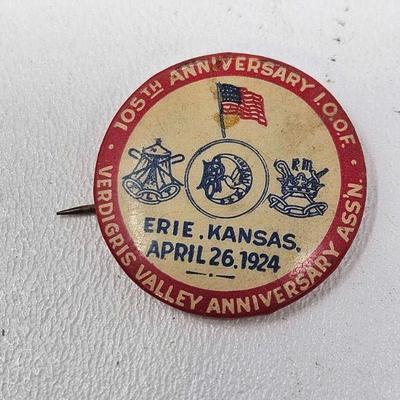 105TH ANNIVERSARY I.O.O.F.
ERIE, KANSAS.
APRIL 26, 1924
VERDIGRIS VALLEY ANNIVERSARY ASS'N.